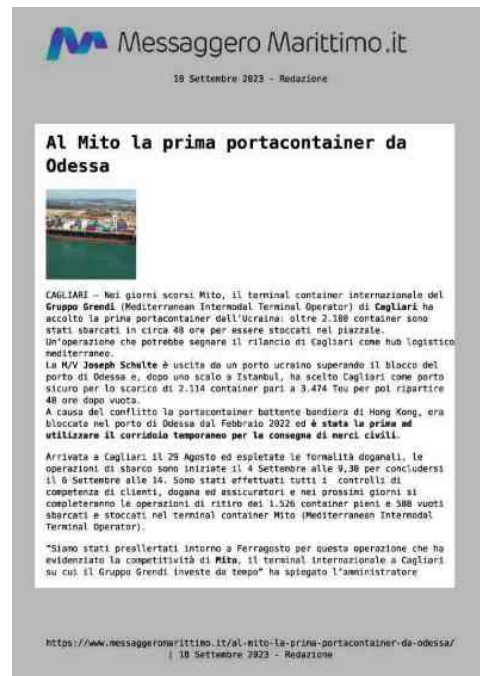 Messaggero Marittimo.it
18 Settembre 2023 - Redazione
Al Mito la prima portacontainer da
Odessa
CAGLIARI – Nei giorni scorsi Mito, il terminal container internazionale del
Gruppo Grendi (Mediterranean Intermodal Terminal Operator) di Cagliari ha
accolto la prima portacontainer dall'Ucraina: oltre 2.100 container sono
stati sbarcati in circa 48 ore per essere stoccati nel piazzale.
Un'operazione che potrebbe segnare il rilancio di Cagliari come hub logistico
mediterraneo.
La M/V Joseph Schulte è uscita da un porto ucraino superando il blocco del
porto di Odessa e, dopo uno scalo a Istanbul, ha scelto Cagliari come porto
sicuro per lo scarico di 2.114 container pari a 3.474 Teu per poi ripartire
48 ore dopo vuota.
A causa del conflitto la portacontainer battente bandiera di Hong Kong, era
bloccata nel porto di Odessa dal Febbraio 2022 ed è stata la prima ad
utilizzare il corridoio temporaneo per la consegna di merci civili.
Arrivata a Cagliari il 29 Agosto ed espletate le formalità doganali, le
operazioni di sbarco sono iniziate il 4 Settembre alle 9,30 per concludersi
il 6 Settembre alle 14. Sono stati effettuati tutti i controlli di
competenza di clienti, dogana ed assicuratori e nei prossimi giorni si
completeranno le operazioni di ritiro dei 1.526 container pieni e 588 vuoti
sbarcati e stoccati nel terminal container Mito (Mediterranean Intermodal
Terminal Operator).
"Siamo stati preallertati intorno a Ferragosto per questa operazione che ha
evidenziato la competitività di Mito, il terminal internazionale a Cagliari
su cui il Gruppo Grendi investe da tempo" ha spiegato l'amministratore
https://www.messaggeromarittimo.it/al-mito-la-prima-portacontainer-da-odessa/
| 18 Settembre 2023 - Redazione